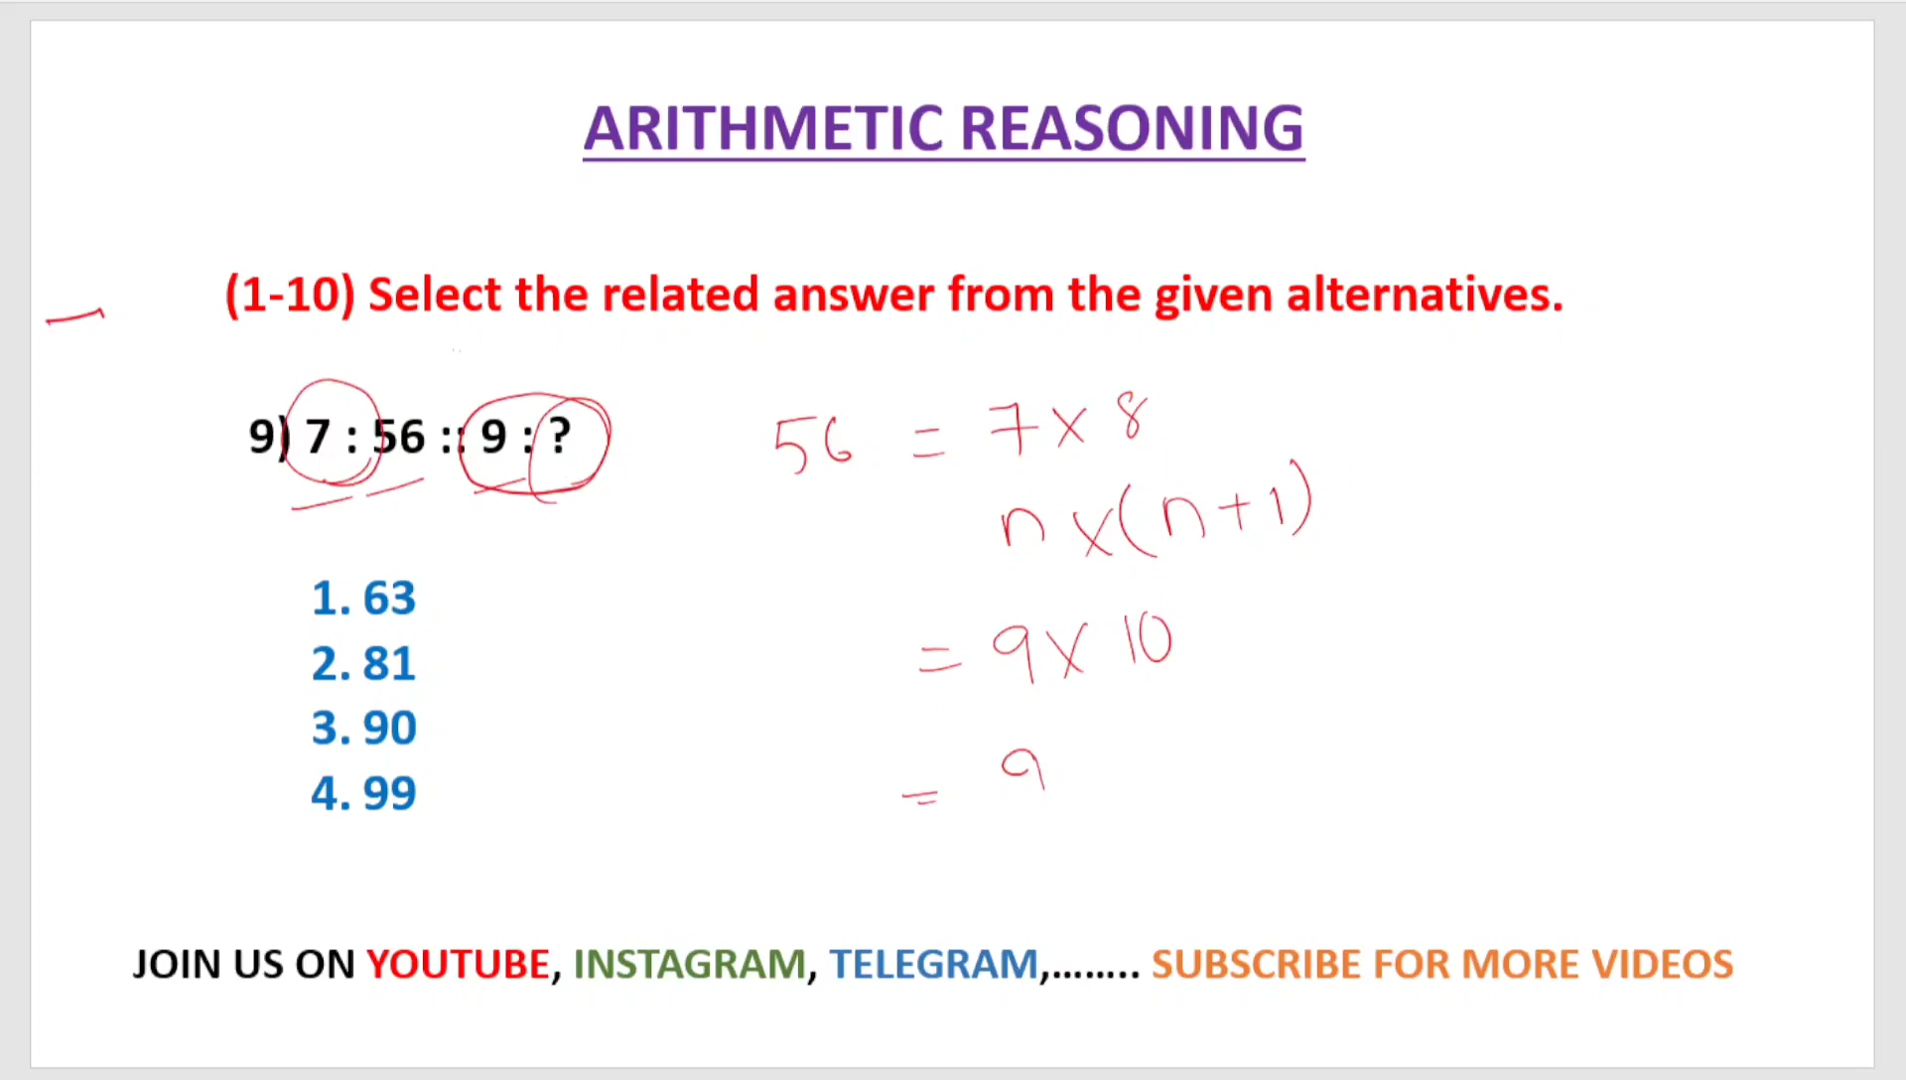 ARITHMETIC REASONING
(1-10) Select the related answer from the given alternatives.
9) 7 : 56 :: 9 : ?
56 = 7 x 8
n x (n + 1)
= 9 x 10
= 9
1. 63
2. 81
3. 90
4. 99
JOIN US ON YOUTUBE, INSTAGRAM, TELEGRAM,........ SUBSCRIBE FOR MORE VIDEOS